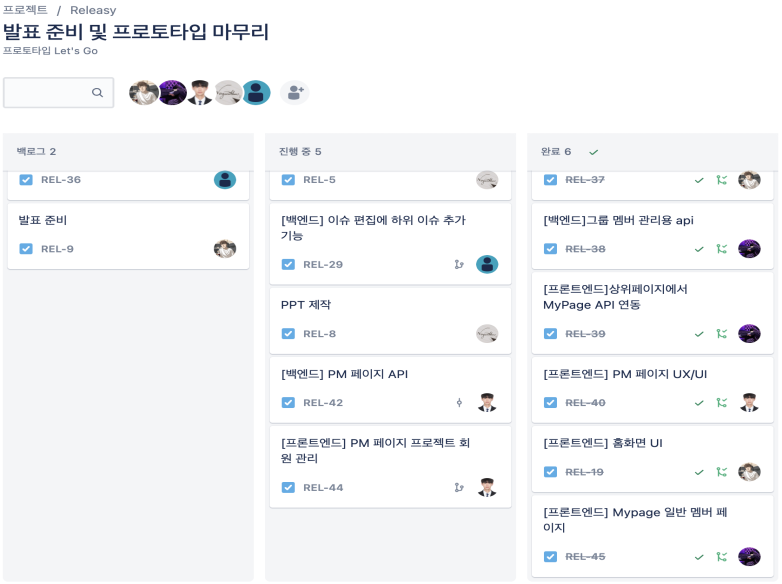 프로젝트 / Releasy
발표 준비 및 프로토타입 마무리
프로토타입 Let's Go
백로그 2
REL-36
발표 준비
REL-9
진행 중 5
REL-5
[백엔드] 이슈 편집에 하위 이슈 추가
기능
REL-29
PPT 제작
REL-8
[백엔드] PM 페이지 API
REL-42
[프론트엔드] PM 페이지 프로젝트 회
원 관리
REL-44
완료 6
REL-37
[백엔드]그룹 멤버 관리용 api
REL-38
[프론트엔드]상위페이지에서
MyPage API 연동
REL-39
[프론트엔드] PM 페이지 UX/UI
REL-40
[프론트엔드] 홈화면 UI
REL-19
[프론트엔드] Mypage 일반 멤버 페
이지
REL-45